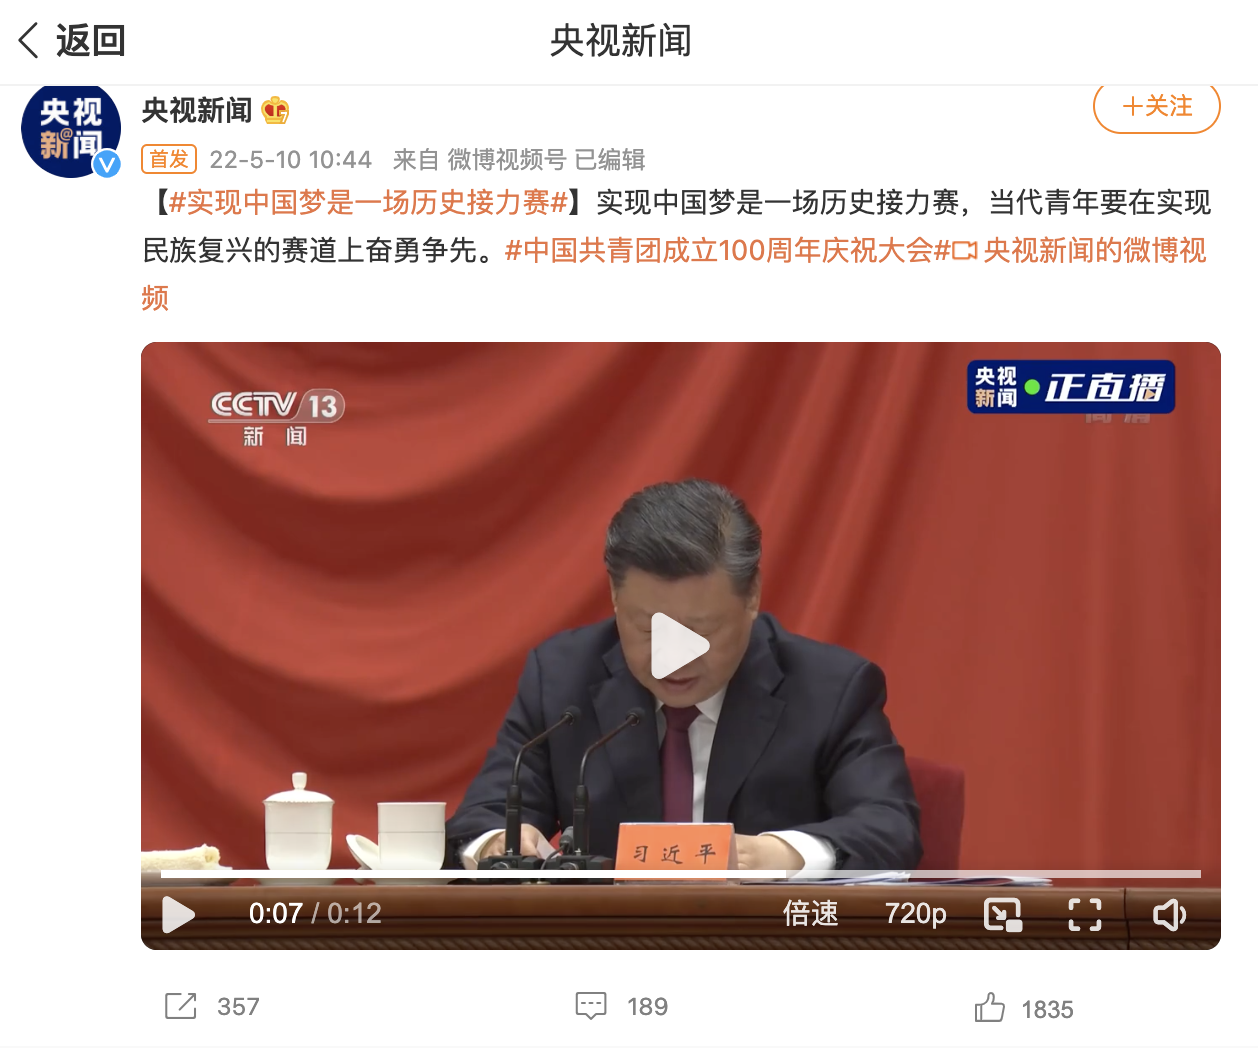 返回
央视新闻
央视
新@闻
央视新闻
＋关注
首发 22-5-10 10:44 来自 微博视频号 已编辑
【#实现中国梦是一场历史接力赛#】实现中国梦是一场历史接力赛，当代青年要在实现
民族复兴的赛道上奋勇争先。#中国共青团成立100周年庆祝大会#央视新闻的微博视
频
CCTV 13
新闻
央视
新闻
正直播
习近平
0:07 / 0:12
倍速
720p
357
189
1835